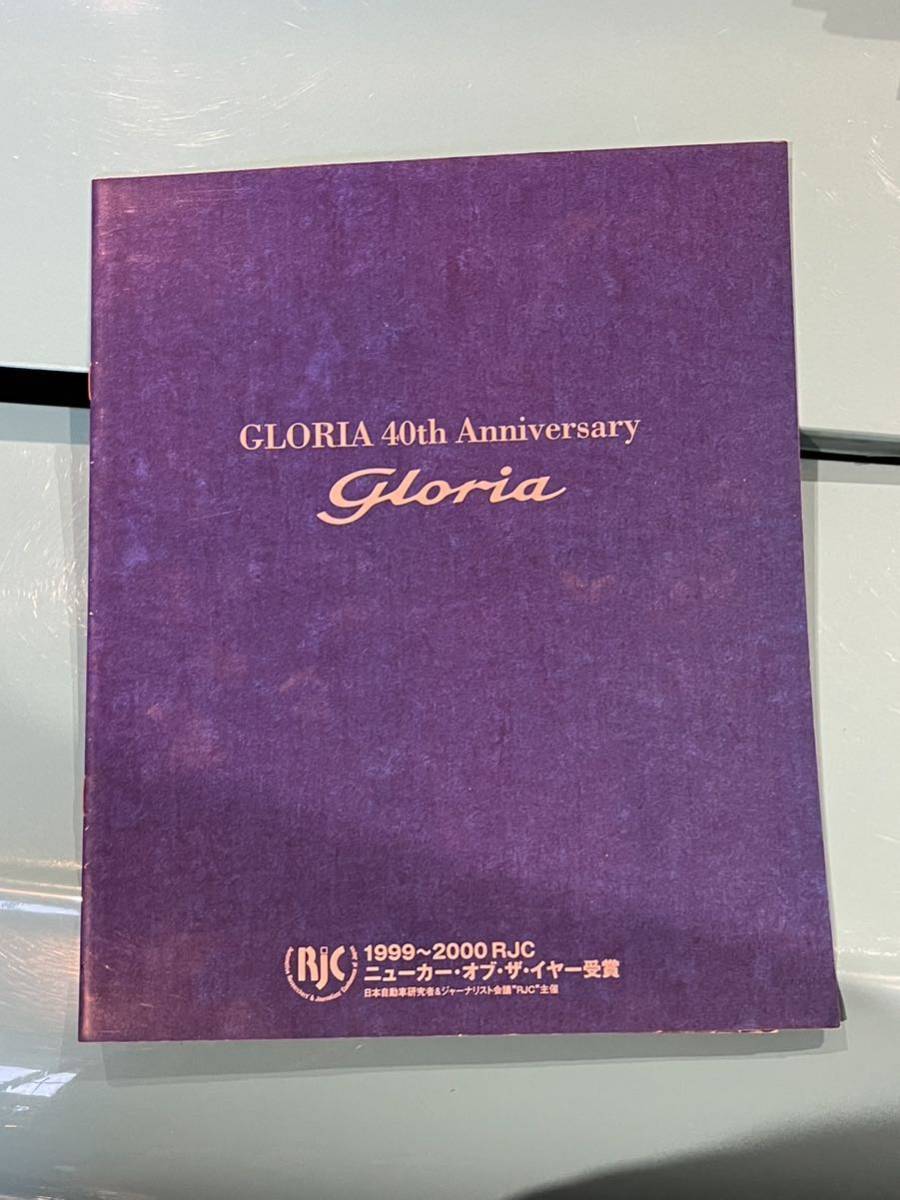 GLORIA 40th Anniversary
Gloria
RJC
1999～2000 RJC
ニューカー・オブ・ザ・イヤー受賞
日本自動車研究者&ジャーナリスト会議"RJC"主催